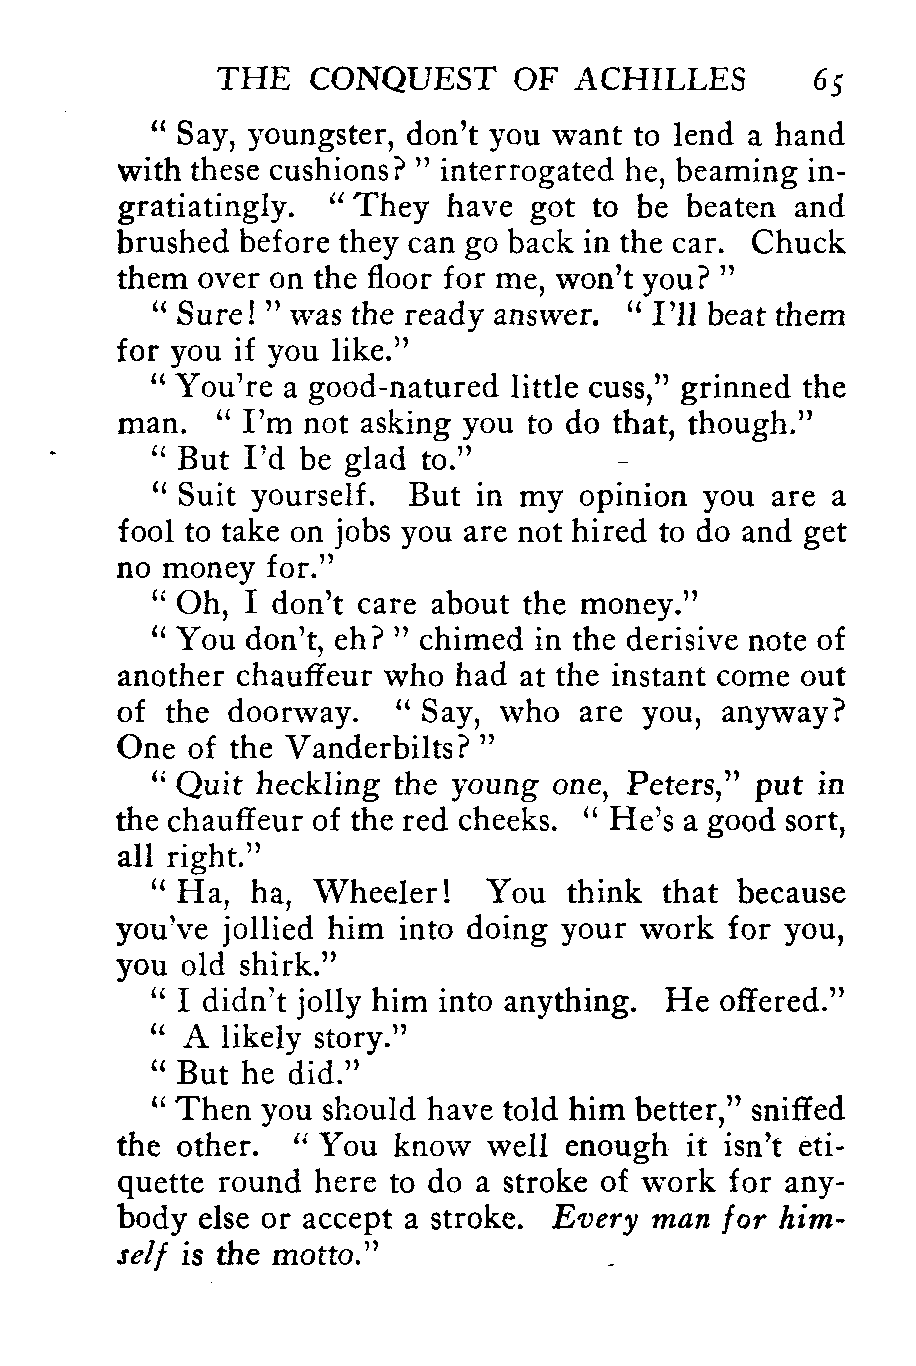 THE CONQUEST OF ACHILLES 65
" Say, youngster, don't you want to lend a hand
with these cushions? " interrogated he, beaming in-
gratiatingly. " They have got to be beaten and
brushed before they can go back in the car. Chuck
them over on the floor for me, won't you? "
" Sure! " was the ready answer. " I'll beat them
for you if you like."
" You're a good-natured little cuss," grinned the
man. " I'm not asking you to do that, though."
" But I'd be glad to."
" Suit yourself. But in my opinion you are a
fool to take on jobs you are not hired to do and get
no money for."
" Oh, I don't care about the money."
" You don't, eh? " chimed in the derisive note of
another chauffeur who had at the instant come out
of the doorway. " Say, who are you, anyway?
One of the Vanderbilts? "
" Quit heckling the young one, Peters," put in
the chauffeur of the red cheeks. " He's a good sort,
all right."
" Ha, ha, Wheeler! You think that because
you've jollied him into doing your work for you,
you old shirk."
" I didn't jolly him into anything. He offered."
" A likely story."
" But he did."
" Then you should have told him better," sniffed
the other. " You know well enough it isn't eti-
quette round here to do a stroke of work for any-
body else or accept a stroke. Every man for him-
self is the motto."